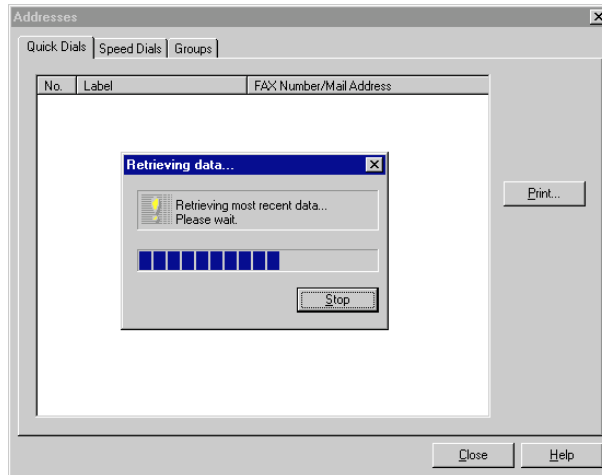 Addresses
Quick Dials Speed Dials Groups
No. Label FAX Number/Mail Address
Retrieving data...
Retrieving most recent data...
Please wait.
Print...
Stop
Close Help